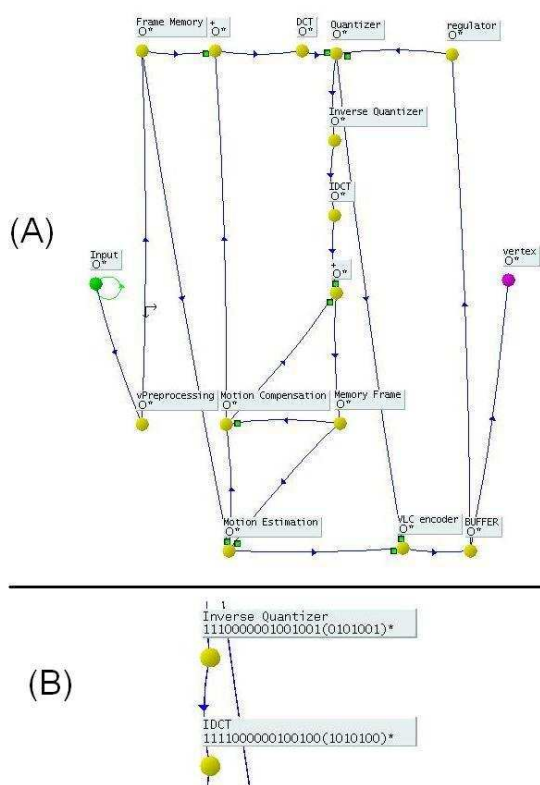 Frame Memory
O*
+
O*
DCT
O*
Quantizer
O*
regulator
O*
Inverse Quantizer
O*
IDCT
O*
(A)
Input
O*
+
O*
vertex
O*
vPreprocessing
O*
Motion Compensation
O*
Memory Frame
O*
Motion Estimation
O*
VLC encoder
O*
BUFFER
O*
(B)
Inverse Quantizer
1110000001001001(0101001)*
IDCT
1111000000100100(1010100)*